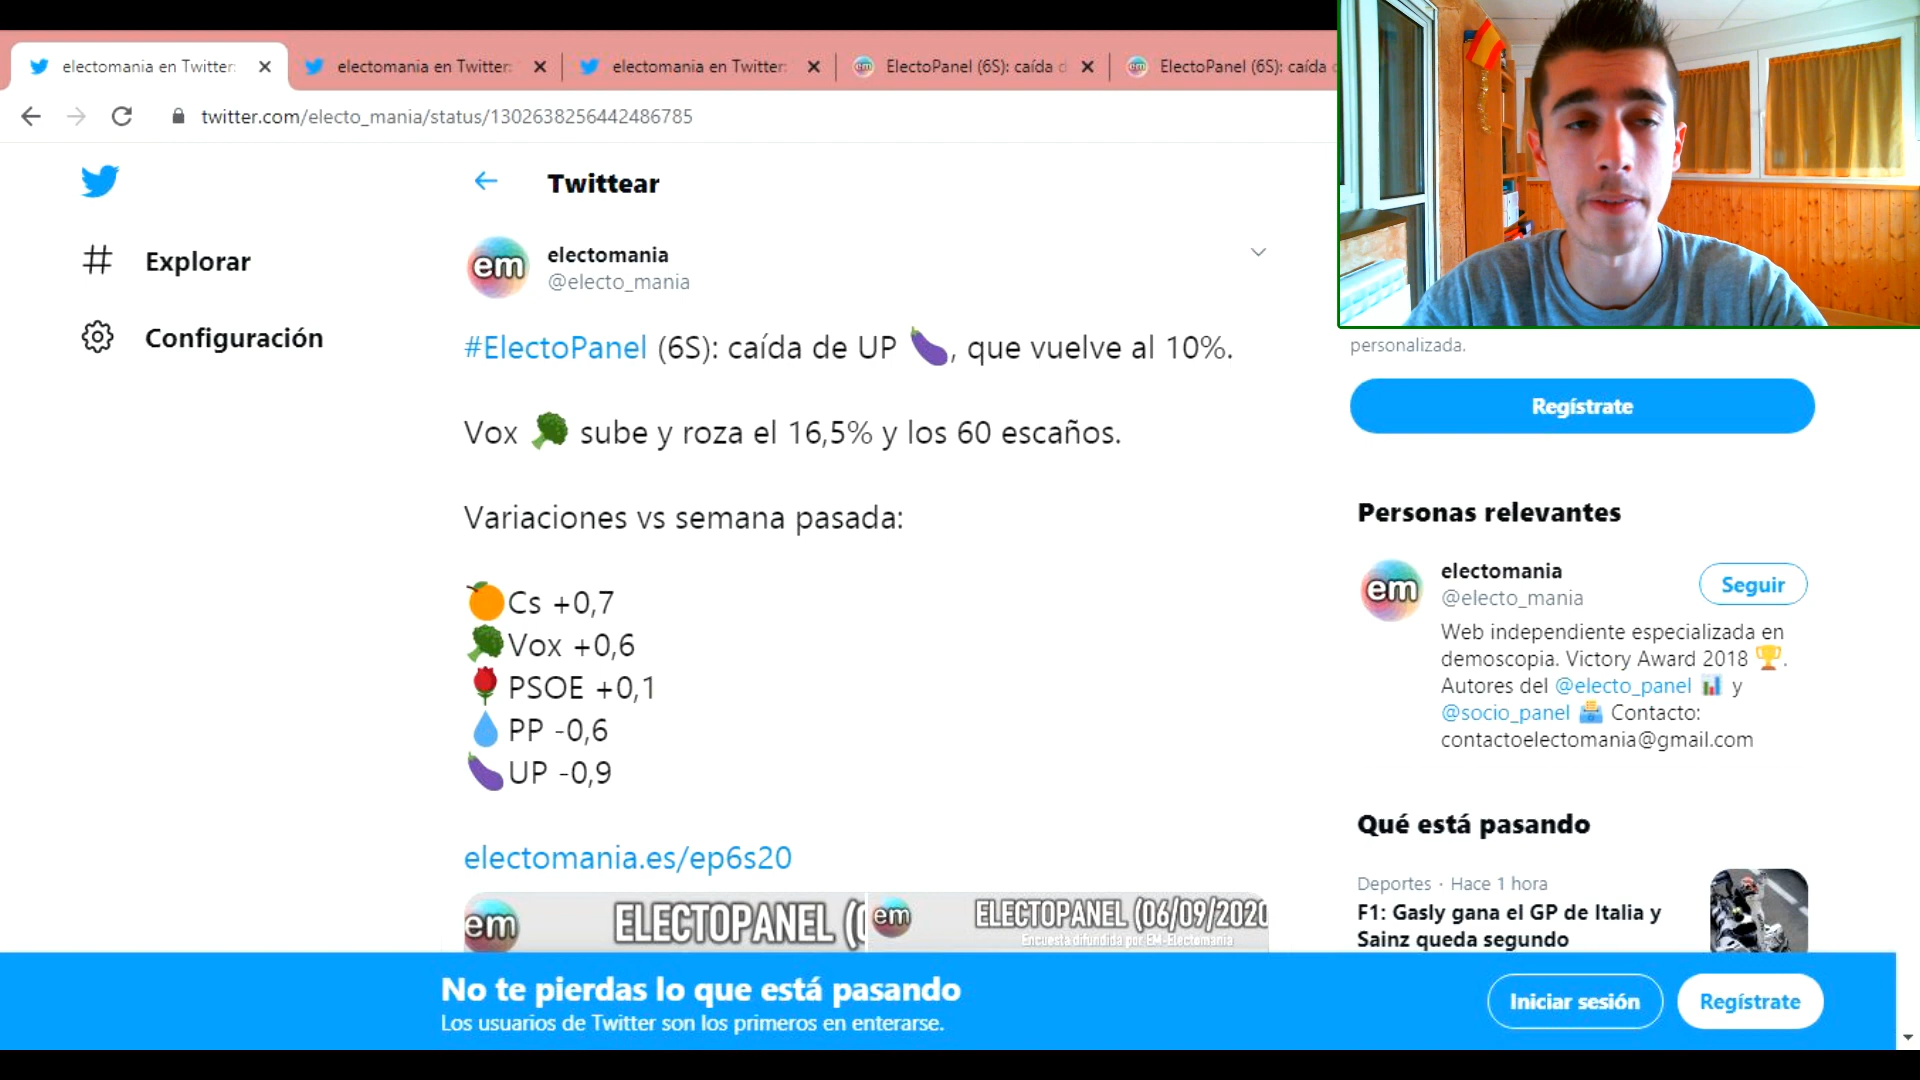 electomania en Twitter:
electomania en Twitter:
electomania en Twitter:
ElectoPanel (6S): caída d
ElectoPanel (6S): caída
twitter.com/electo_mania/status/1302638256442486785
Explorar
Configuración
Twittear
em
electomania
@electo_mania
#ElectoPanel (6S): caída de UP 🍆, que vuelve al 10%.
Vox 🥦 sube y roza el 16,5% y los 60 escaños.
Variaciones vs semana pasada:
🍊Cs +0,7
🥦Vox +0,6
🌹PSOE +0,1
💧PP -0,6
🍆UP -0,9
electomania.es/ep6s20
em
ELECTOPANEL (0
em
ELECTOPANEL (06/09/2020
Encuesta difundida por EM-Electomania
personalizada.
Regístrate
Personas relevantes
em
electomania
@electo_mania
Seguir
Web independiente especializada en
demoscopia. Victory Award 2018 🏆.
Autores del @electo_panel 📊 y
@socio_panel 🗳 Contacto:
contactoelectomania@gmail.com
Qué está pasando
Deportes · Hace 1 hora
F1: Gasly gana el GP de Italia y
Sainz queda segundo
No te pierdas lo que está pasando
Los usuarios de Twitter son los primeros en enterarse.
Iniciar sesión
Regístrate